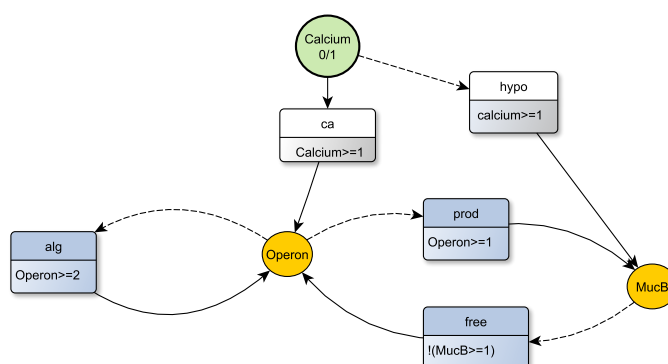 Calcium
0/1
hypo
calcium>=1
ca
Calcium>=1
prod
Operon>=1
alg
Operon>=2
Operon
MucB
free
!(MucB>=1)